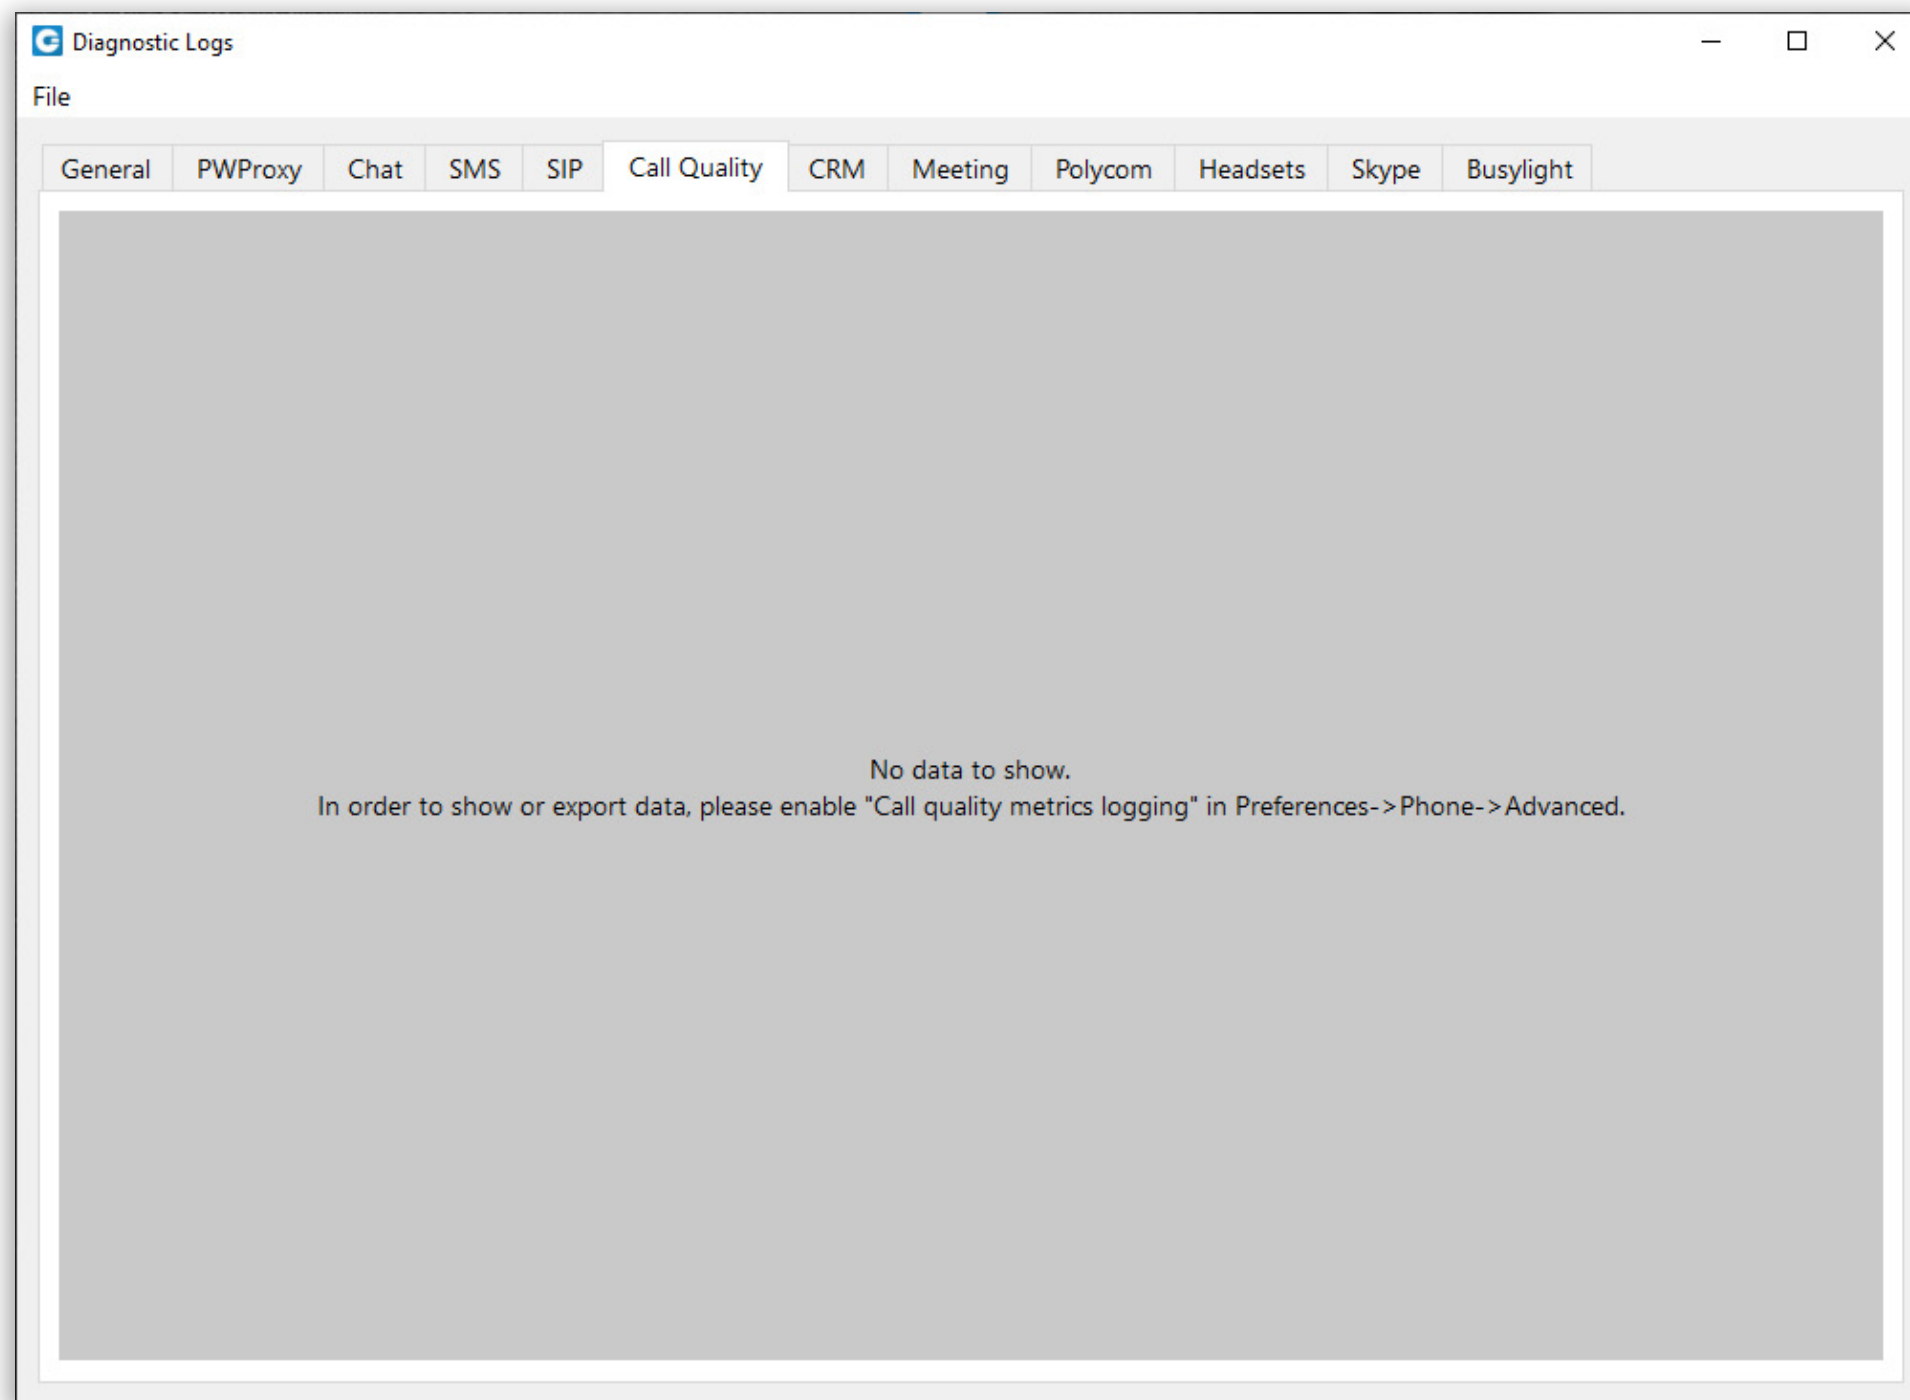 Diagnostic Logs
File
General PWProxy Chat SMS SIP Call Quality CRM Meeting Polycom Headsets Skype Busylight
No data to show.
In order to show or export data, please enable "Call quality metrics logging" in Preferences->Phone->Advanced.